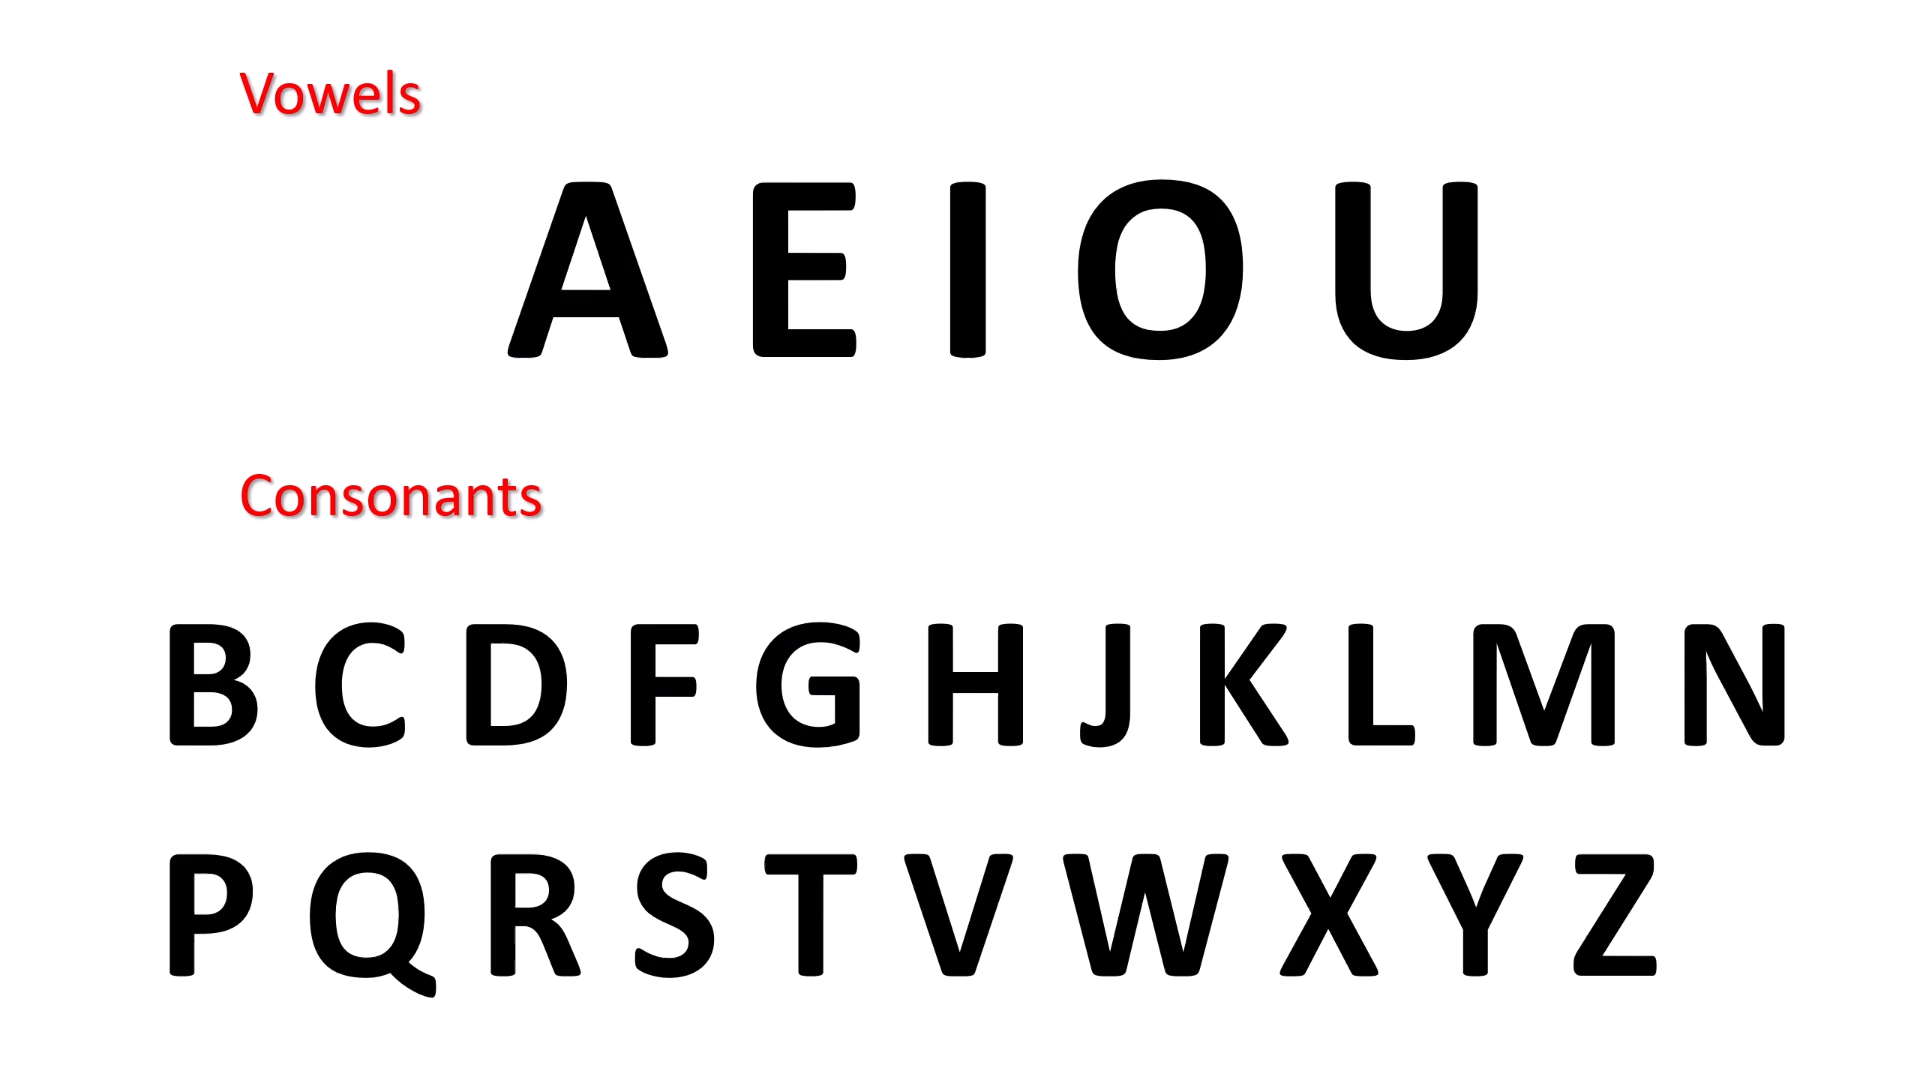 Vowels
A E I O U
Consonants
B C D F G H J K L M N
P Q R S T V W X Y Z